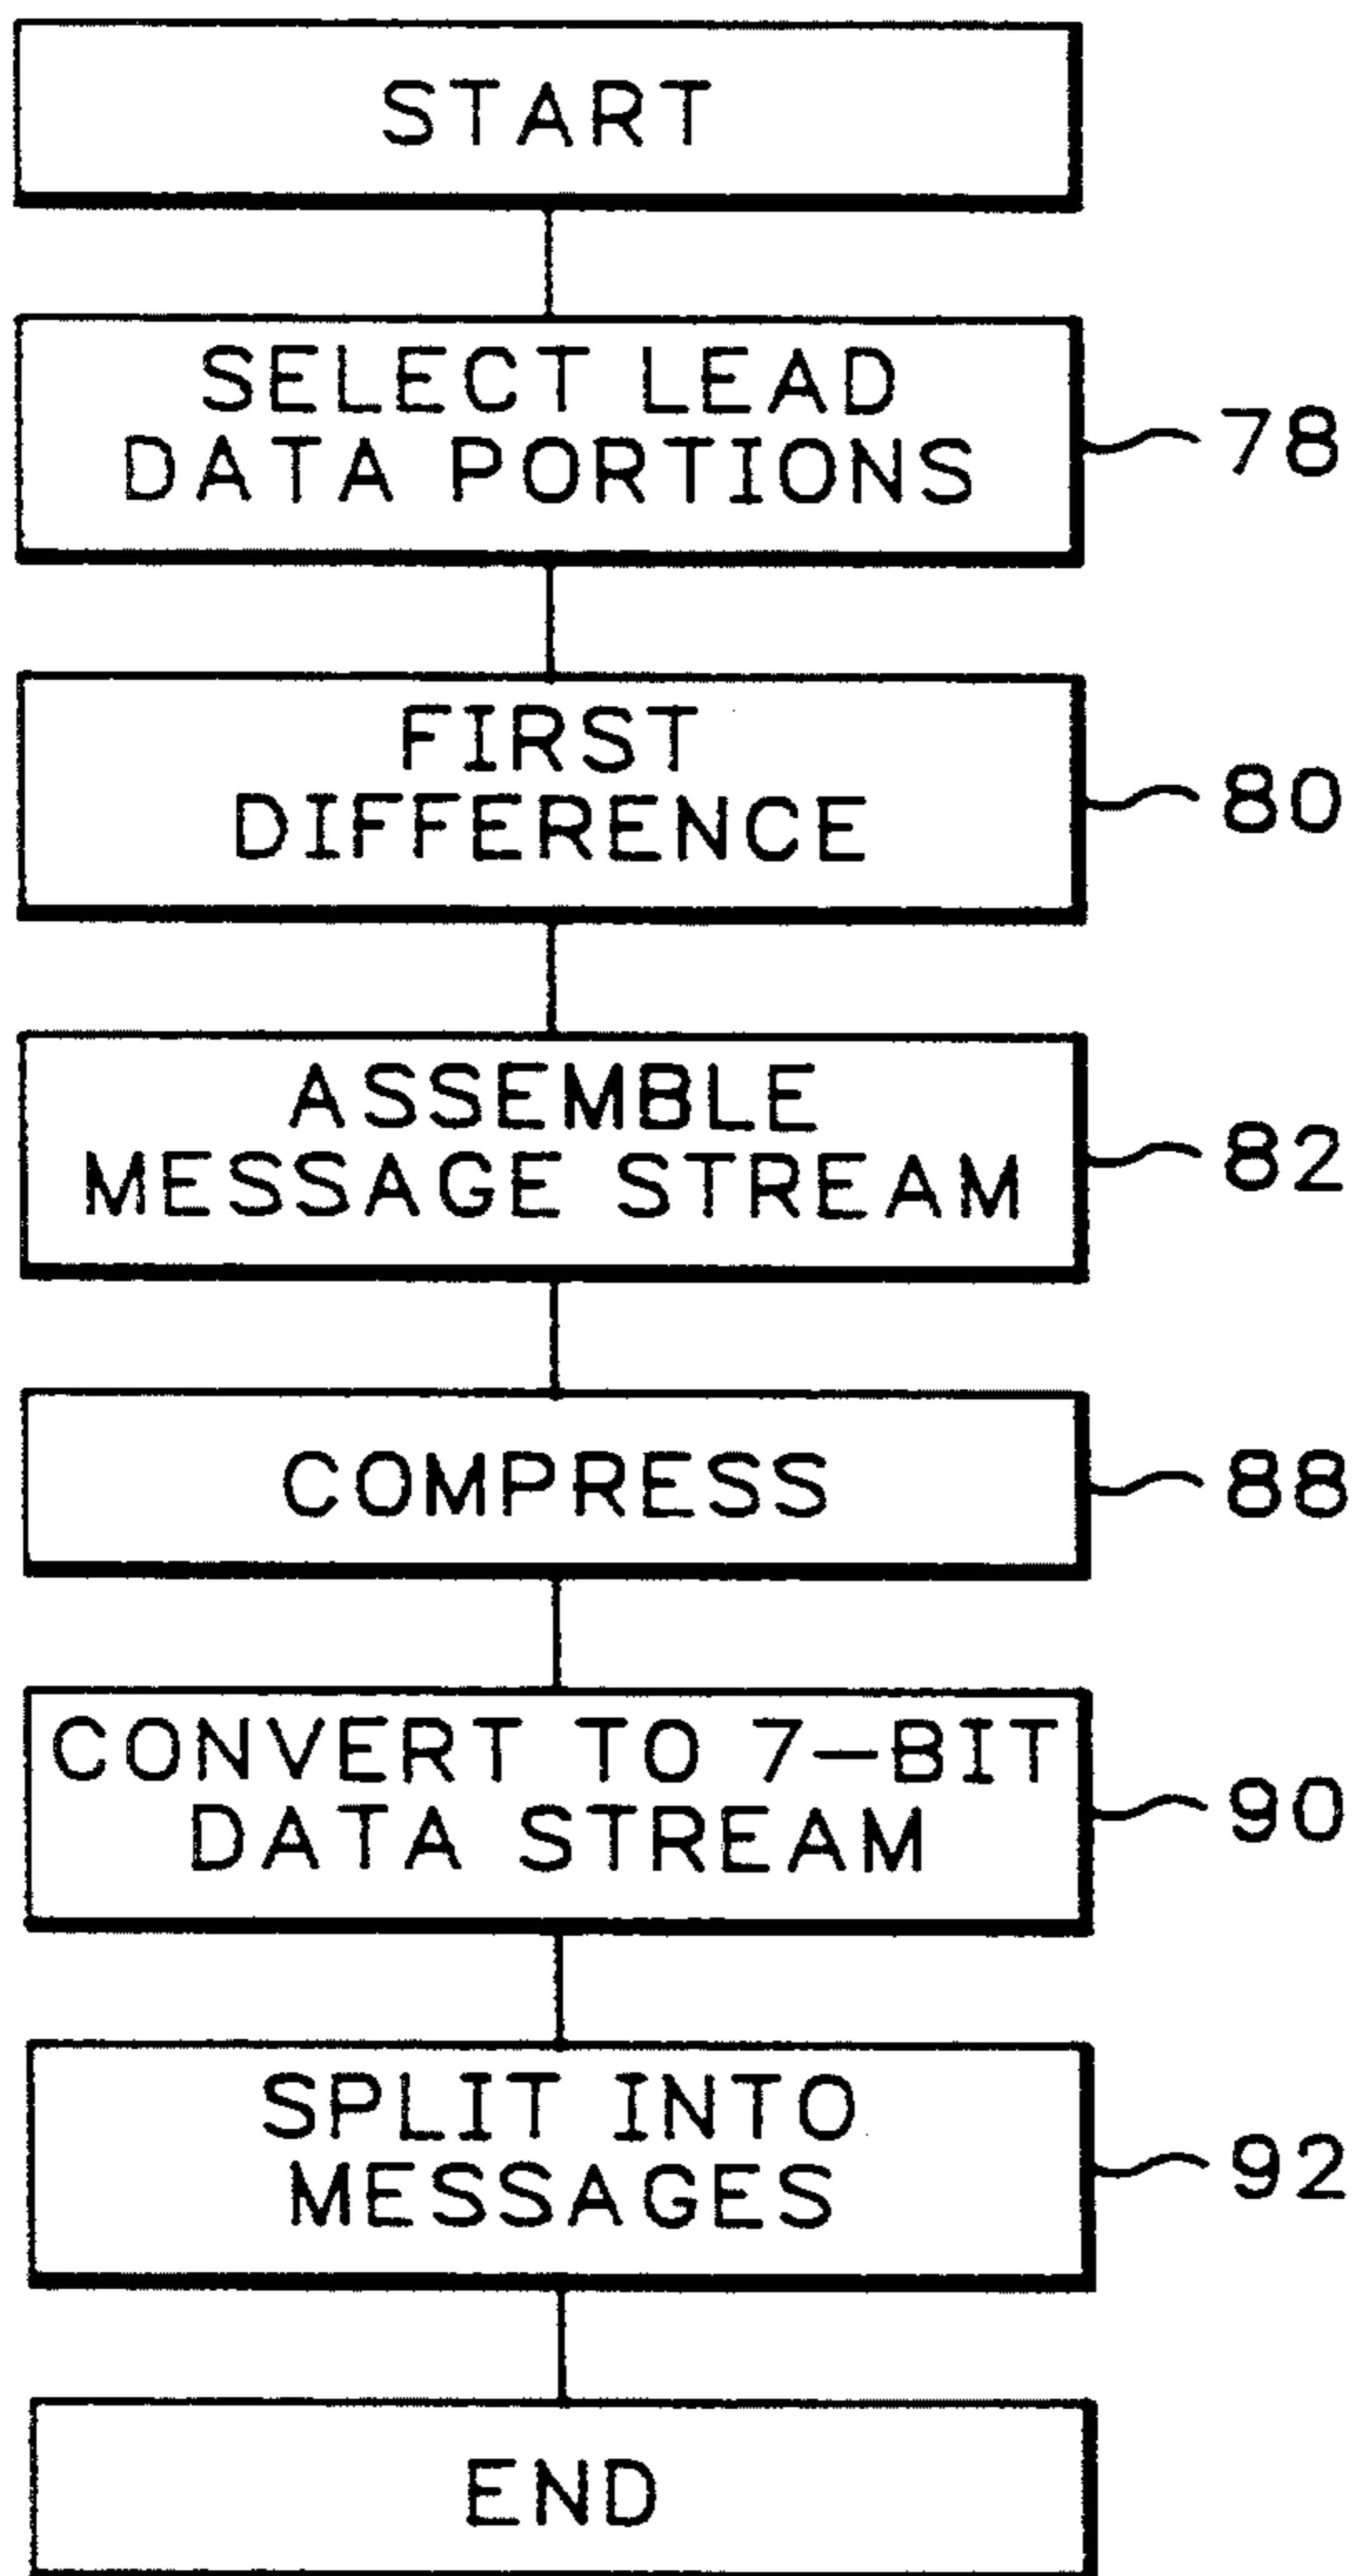 START
SELECT LEAD
DATA PORTIONS
78
FIRST
DIFFERENCE
80
ASSEMBLE
MESSAGE STREAM
82
COMPRESS
88
CONVERT TO 7-BIT
DATA STREAM
90
SPLIT INTO
MESSAGES
92
END